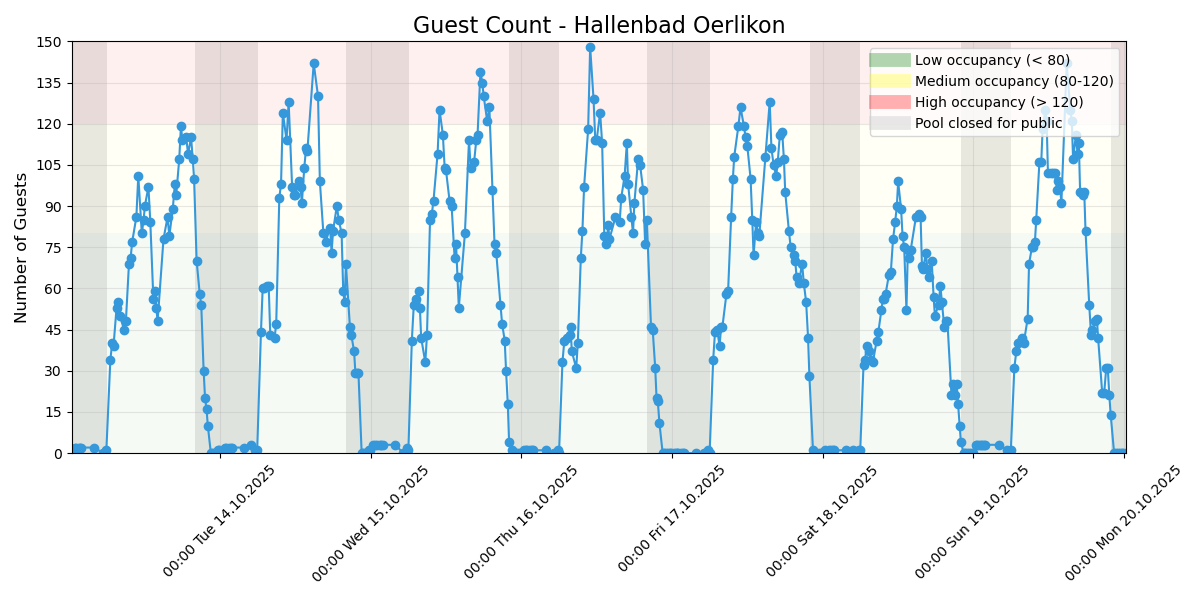 Guest Count - Hallenbad Oerlikon
Number of Guests
150
135
120
105
90
75
60
45
30
15
0
Low occupancy (< 80)
Medium occupancy (80-120)
High occupancy (> 120)
Pool closed for public
00:00 Tue 14.10.2025
00:00 Wed 15.10.2025
00:00 Thu 16.10.2025
00:00 Fri 17.10.2025
00:00 Sat 18.10.2025
00:00 Sun 19.10.2025
00:00 Mon 20.10.2025